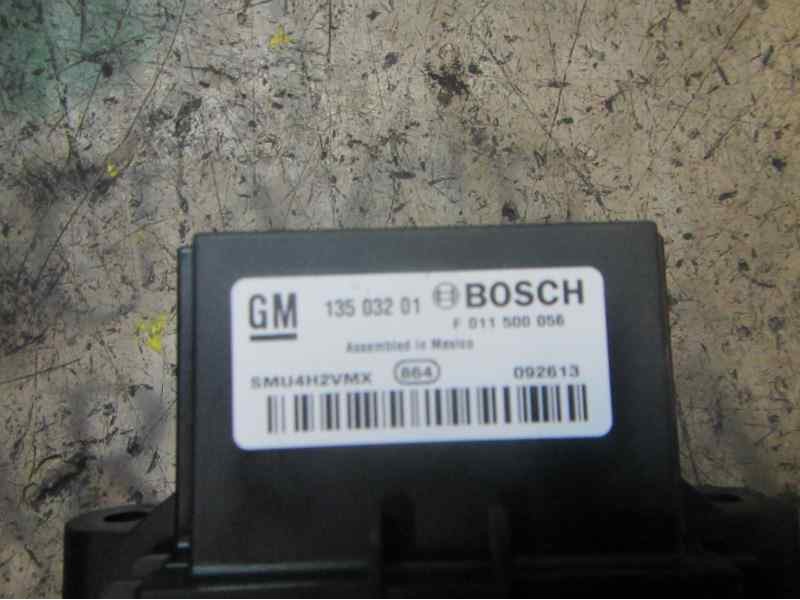 GM 135 032 01 BOSCH
F 011 500 056
Assembled in Mexico
SMU4H2VMX 864 092613